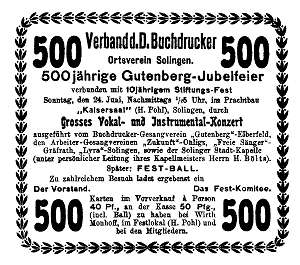 500 Verband d. D. Buchdrucker 500
Ortsverein Solingen.
500 jährige Gutenberg-Jubelfeier
verbunden mit 10jährigem Stiftungs-Fest
Sonntag, den 24. Juni, Nachmittags ½5 Uhr, im Prachtbau
„Kaisersaal" (H. Pohl), Solingen, durch
Grosses Vokal- und Instrumental-Konzert
ausgeführt vom Buchdrucker-Gesangverein „Gutenberg"-Elberfeld,
den Arbeiter-Gesangvereinen „Zukunft"-Ohligs, „Freie Sänger"-
Gräfrath, „Lyra"-Solingen, sowie der Solinger Stadt-Kapelle
(unter persönlicher Leitung ihres Kapellmeisters Herrn H. Bölts).
Später: FEST-BALL.
Zu zahlreichem Besuch ladet ergebenst ein
Der Vorstand. Das Fest-Komitee.
500 Karten im Vorverkauf à Person 500
40 Pfg., an der Kasse 50 Pfg.,
(incl. Ball) zu haben bei Wirth
Monhoff, im Festlokal (H. Pohl) und
bei den Mitgliedern.